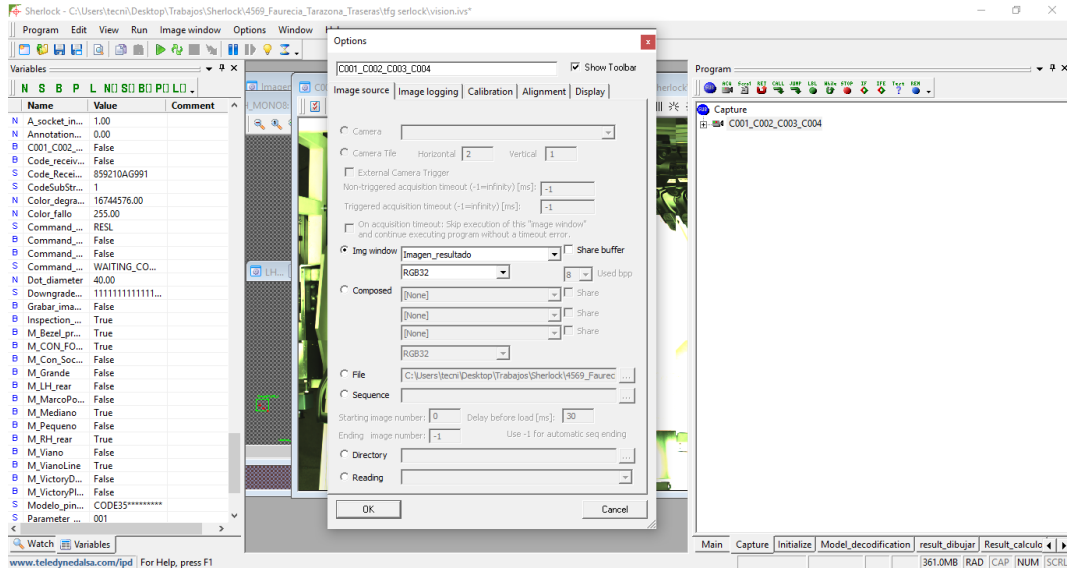 Sherlock - C:\Users\tecni\Desktop\Trabajos\Sherlock\4569_Faurecia_Tarazona_Traseras\tfg serlock\vision.ivs*
Program Edit View Run Image window Options Window
Variables
N S B P L
Name Value Comment
N A_socket_in... 1.00
N Annotation... 0.00
B C001_C002_... False
B Code_receiv... False
S Code_Recei... 859210AG991
S CodeSubStr... 1
N Color_degra... 16744576.00
N Color_fallo 255.00
S Command_... RESL
B Command_... False
B Command_... False
S Command_... WAITING_CO...
N Dot_diameter 40.00
S Downgrade... 1111111111111...
B Grabar_ima... False
B Inspection_... True
B M_Bezel_pr... True
B M_CON_FO... True
B M_Con_Soc... False
B M_Grande False
B M_LH_rear False
B M_MarcoPo... False
B M_Mediano True
B M_Pequeno False
B M_RH_rear True
B M_Viano False
B M_VianoLine True
B M_VictoryD... False
B M_VictoryPl... False
S Modelo_pin... CODE35*********
S Parameter ... 001
Watch Variables
Imagen
_MONO8:
LH...
Options
C001_C002_C003_C004
Show Toolbar
Image source Image logging Calibration Alignment Display
Camera
Camera Tile Horizontal 2 Vertical 1
External Camera Trigger
Non-triggered acquisition timeout (-1=infinity) [ms]: -1
Triggered acquisition timeout (-1=infinity) [ms]: -1
On acquisition timeout: Skip execution of this "image window"
and continue executing program without a timeout error.
Img window Imagen_resultado Share buffer
RGB32 8 Used bpp
Composed [None] Share
[None] Share
[None] Share
RGB32
File C:\Users\tecni\Desktop\Trabajos\Sherlock\4569_Faurec ...
Sequence ...
Starting image number: 0 Delay before load [ms]: 30
Ending image number: -1 Use -1 for automatic seq ending
Directory ...
Reading
OK Cancel
Program
Capture
C001_C002_C003_C004
Main Capture Initialize Model_decodification result_dibujar Result_calculo
www.teledynedalsa.com/ipd For Help, press F1
361.0MB RAD CAP NUM SCRL